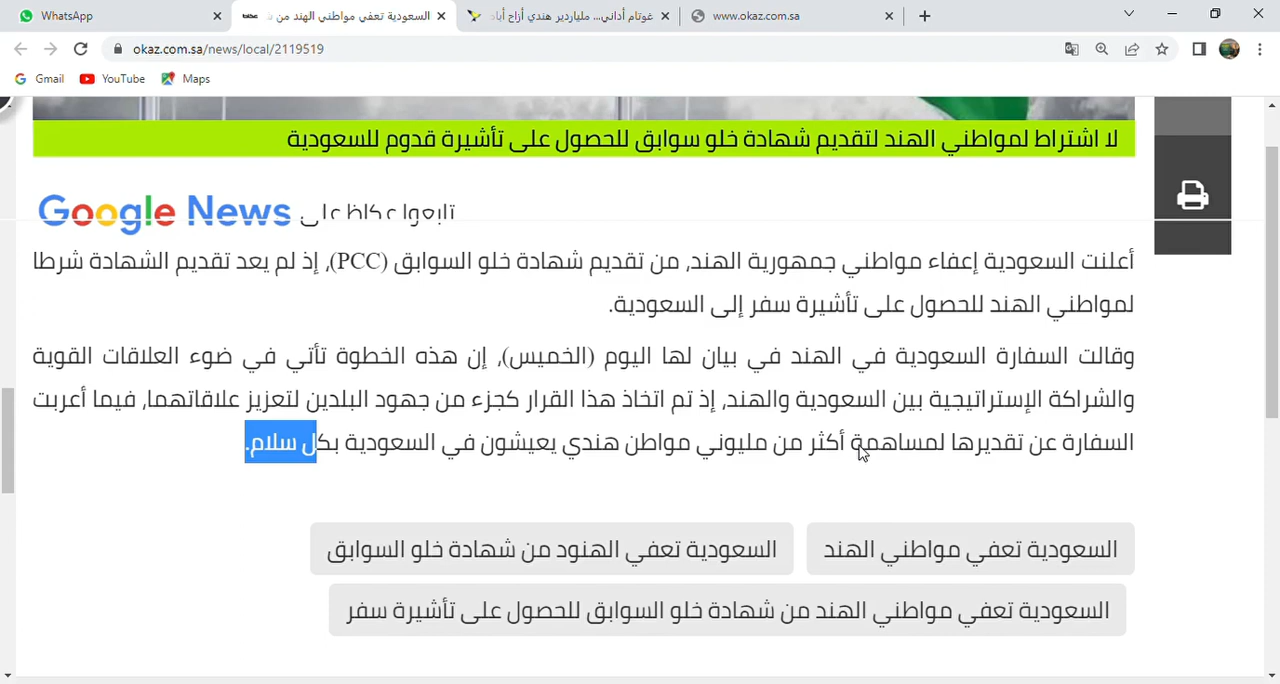 WhatsApp
السعودية تعفي مواطني الهند من ش
غوتام أداني... ملياردير هندي أزاح أبا
www.okaz.com.sa
okaz.com.sa/news/local/2119519
Gmail
YouTube
Maps
لا اشتراط لمواطني الهند لتقديم شهادة خلو سوابق للحصول على تأشيرة قدوم للسعودية
تابعوا عكاظ على Google News
أعلنت السعودية إعفاء مواطني جمهورية الهند، من تقديم شهادة خلو السوابق (PCC)، إذ لم يعد تقديم الشهادة شرطا
لمواطني الهند للحصول على تأشيرة سفر إلى السعودية.
وقالت السفارة السعودية في الهند في بيان لها اليوم (الخميس)، إن هذه الخطوة تأتي في ضوء العلاقات القوية
والشراكة الإستراتيجية بين السعودية والهند، إذ تم اتخاذ هذا القرار كجزء من جهود البلدين لتعزيز علاقاتهما، فيما أعربت
السفارة عن تقديرها لمساهمة أكثر من مليوني مواطن هندي يعيشون في السعودية بكل سلام.
السعودية تعفي مواطني الهند
السعودية تعفي الهنود من شهادة خلو السوابق
السعودية تعفي مواطني الهند من شهادة خلو السوابق للحصول على تأشيرة سفر